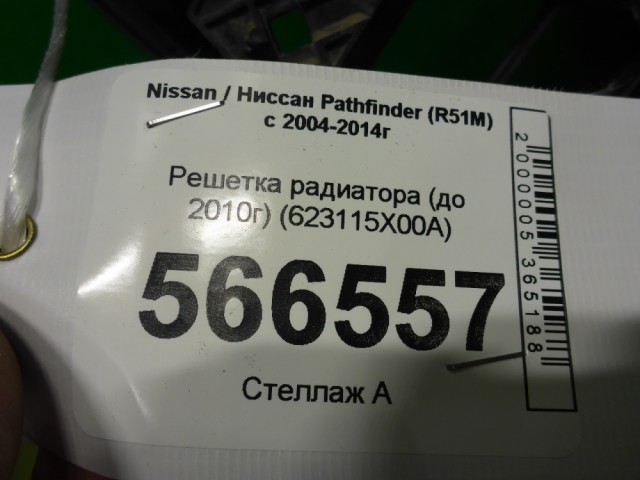 Nissan / Ниссан Pathfinder (R51M)
с 2004-2014г
Решетка радиатора (до
2010г) (623115X00A)
566557
Стеллаж А
2000005365188